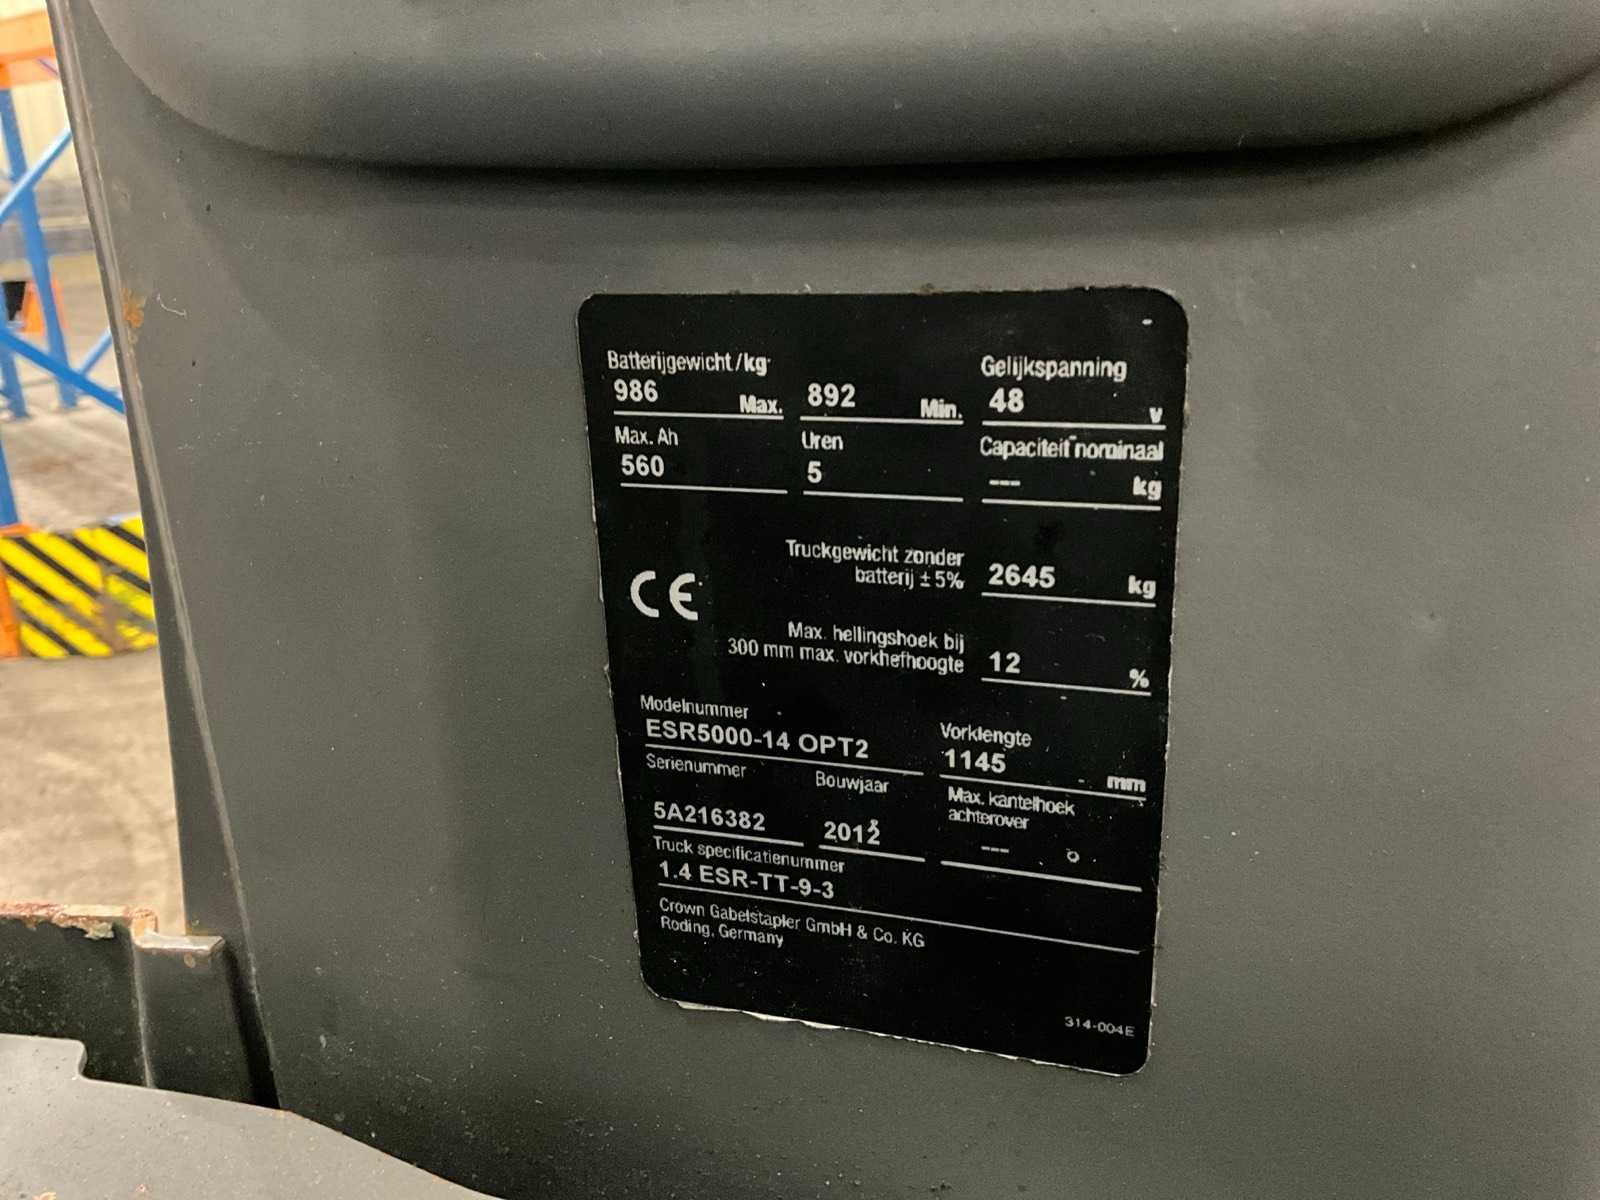 Batterijgewicht /kg
Gelijkspanning
986 Max. 892 Min. 48 V
Max. Ah Uren Capaciteit nominaal
560 5 --- kg
Truckgewicht zonder
batterij ± 5% 2645 kg
CE
Max. hellingshoek bij
300 mm max. vorkhefhoogte 12 %
Modelnummer Vorklengte
ESR5000-14 OPT2 1145 mm
Serienummer Bouwjaar Max. kantelhoek
achterover
5A216382 2012 --- °
Truck specificatienummer
1.4 ESR-TT-9-3
Crown Gabelstapler GmbH & Co. KG
Roding, Germany
314-004E